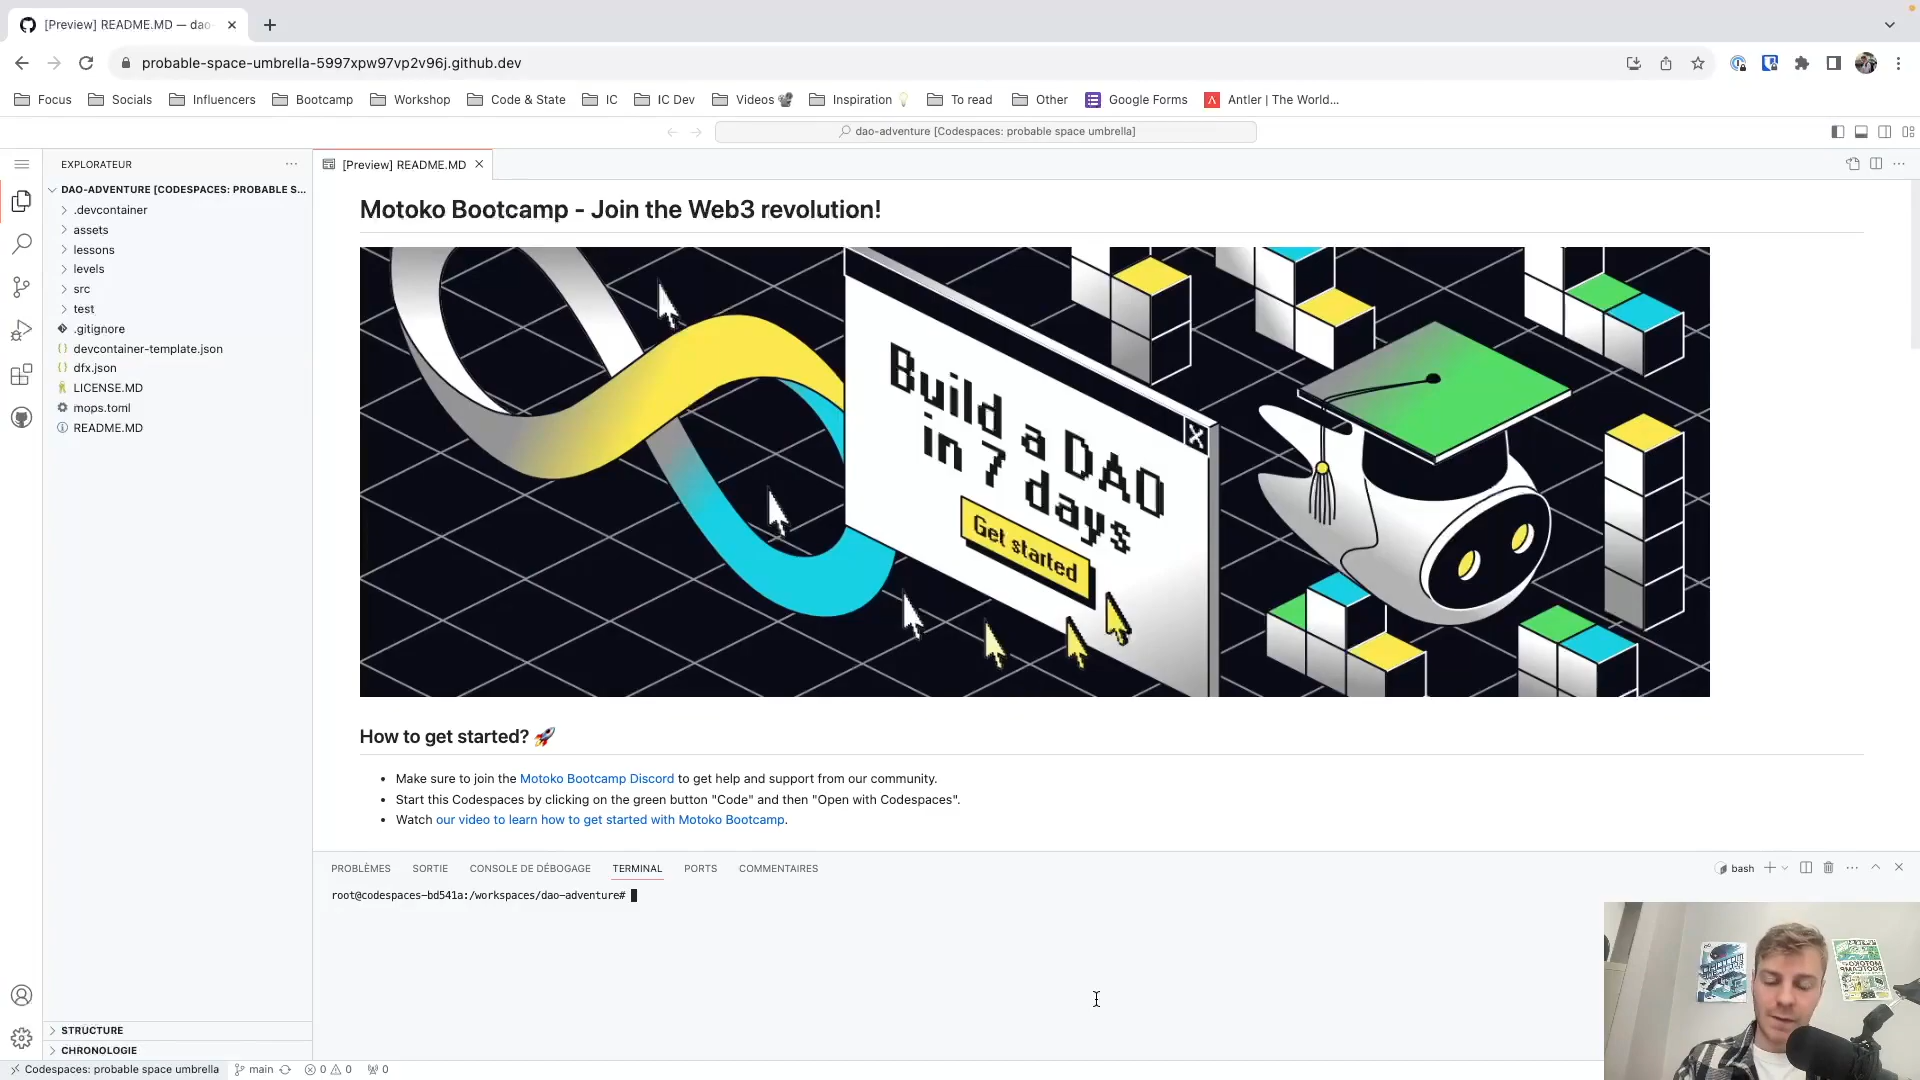 [Preview] README.MD — dao-
probable-space-umbrella-5997xpw97vp2v96j.github.dev
Focus Socials Influencers Bootcamp Workshop Code & State IC IC Dev Videos Inspiration To read Other Google Forms Antler | The World...
dao-adventure [Codespaces: probable space umbrella]
EXPLORATEUR
[Preview] README.MD
DAO-ADVENTURE [CODESPACES: PROBABLE S...
.devcontainer
assets
lessons
levels
src
test
.gitignore
devcontainer-template.json
dfx.json
LICENSE.MD
mops.toml
README.MD
Motoko Bootcamp - Join the Web3 revolution!
Build a DAO
in 7 days
Get started
How to get started? 🚀
• Make sure to join the Motoko Bootcamp Discord to get help and support from our community.
• Start this Codespaces by clicking on the green button "Code" and then "Open with Codespaces".
• Watch our video to learn how to get started with Motoko Bootcamp.
PROBLÈMES SORTIE CONSOLE DE DÉBOGAGE TERMINAL PORTS COMMENTAIRES
bash
root@codespaces-bd541a:/workspaces/dao-adventure#
STRUCTURE
CHRONOLOGIE
Codespaces: probable space umbrella main 0 0 0